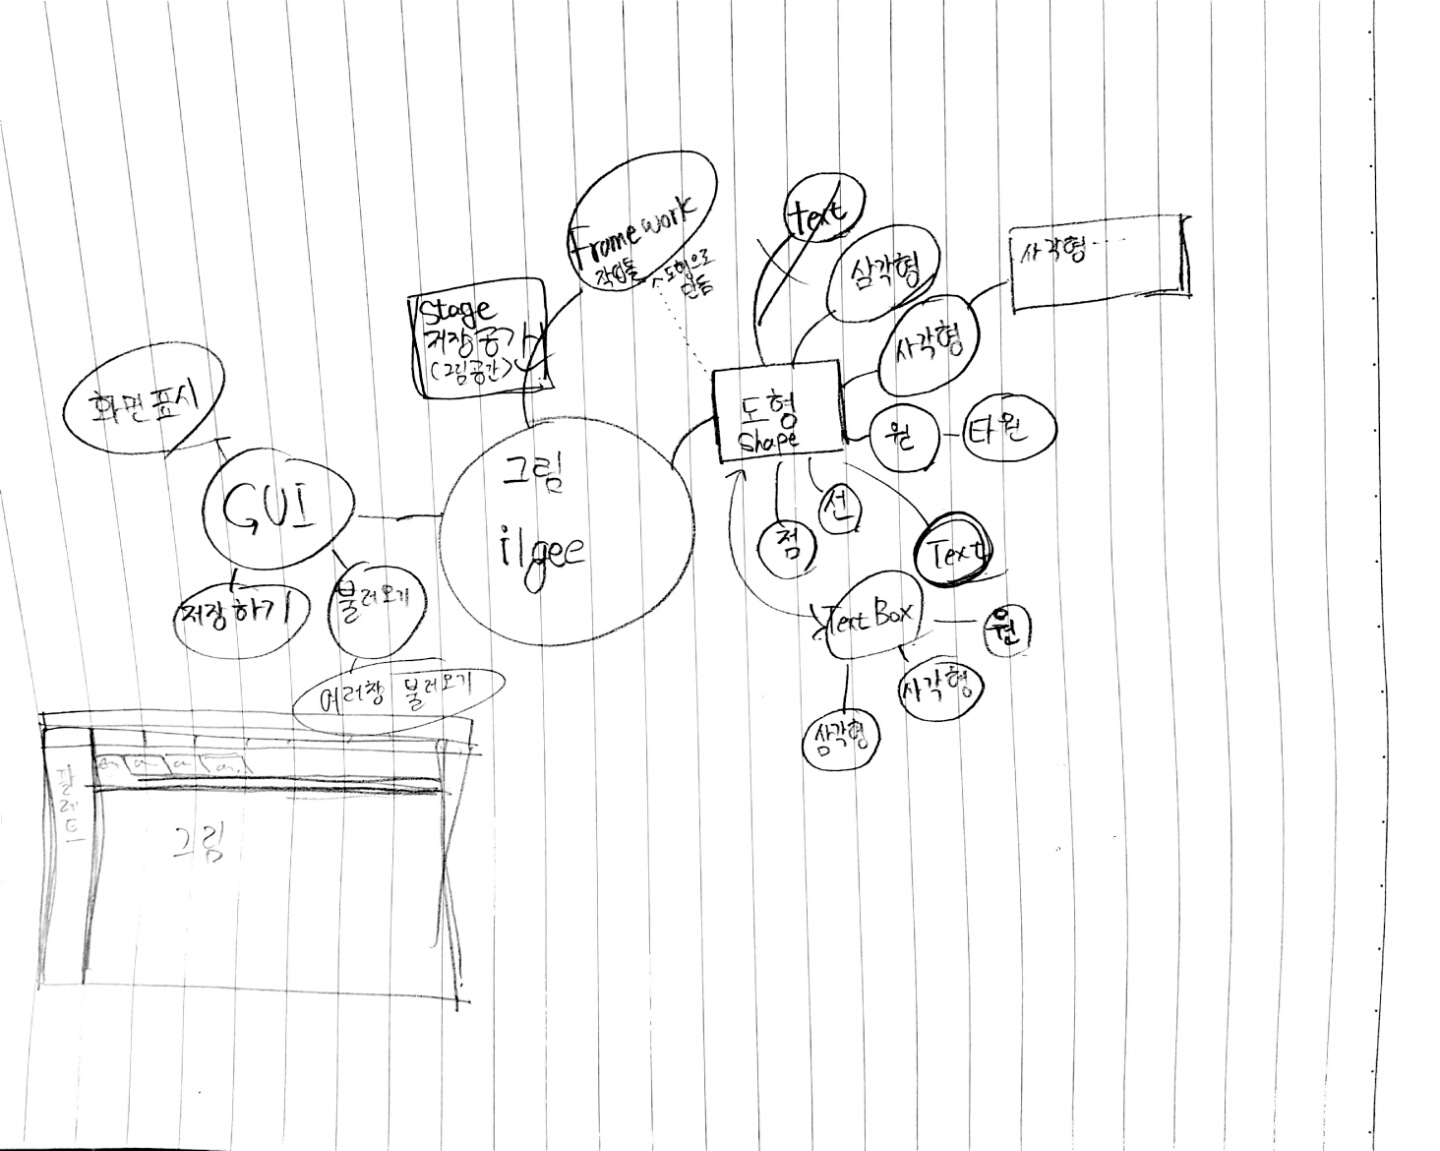 Framework
작업틀
도형으로
만듬
text
삼각형
사각형
사각형....
Stage
저장공간
(그림공간)
화면표시
도형
Shape
원
타원
GUI
그림
ilgee
선
점
Text
저장하기
불러오기
TextBox
원
사각형
삼각형
여러창 불러오기
팔레트
그림